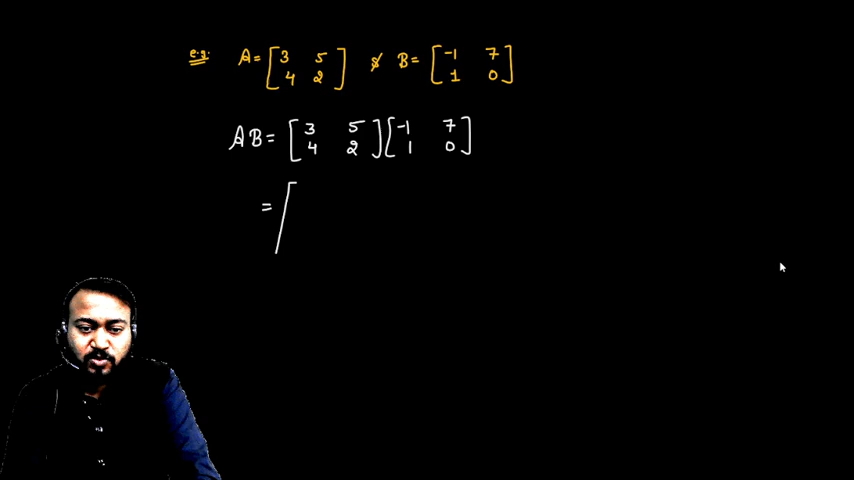 e.g. A = [ 3 5 & B = [ -1 7
4 2 ] 1 0 ]
AB = [ 3 5 [ -1 7
4 2 ] 1 0 ]
= [